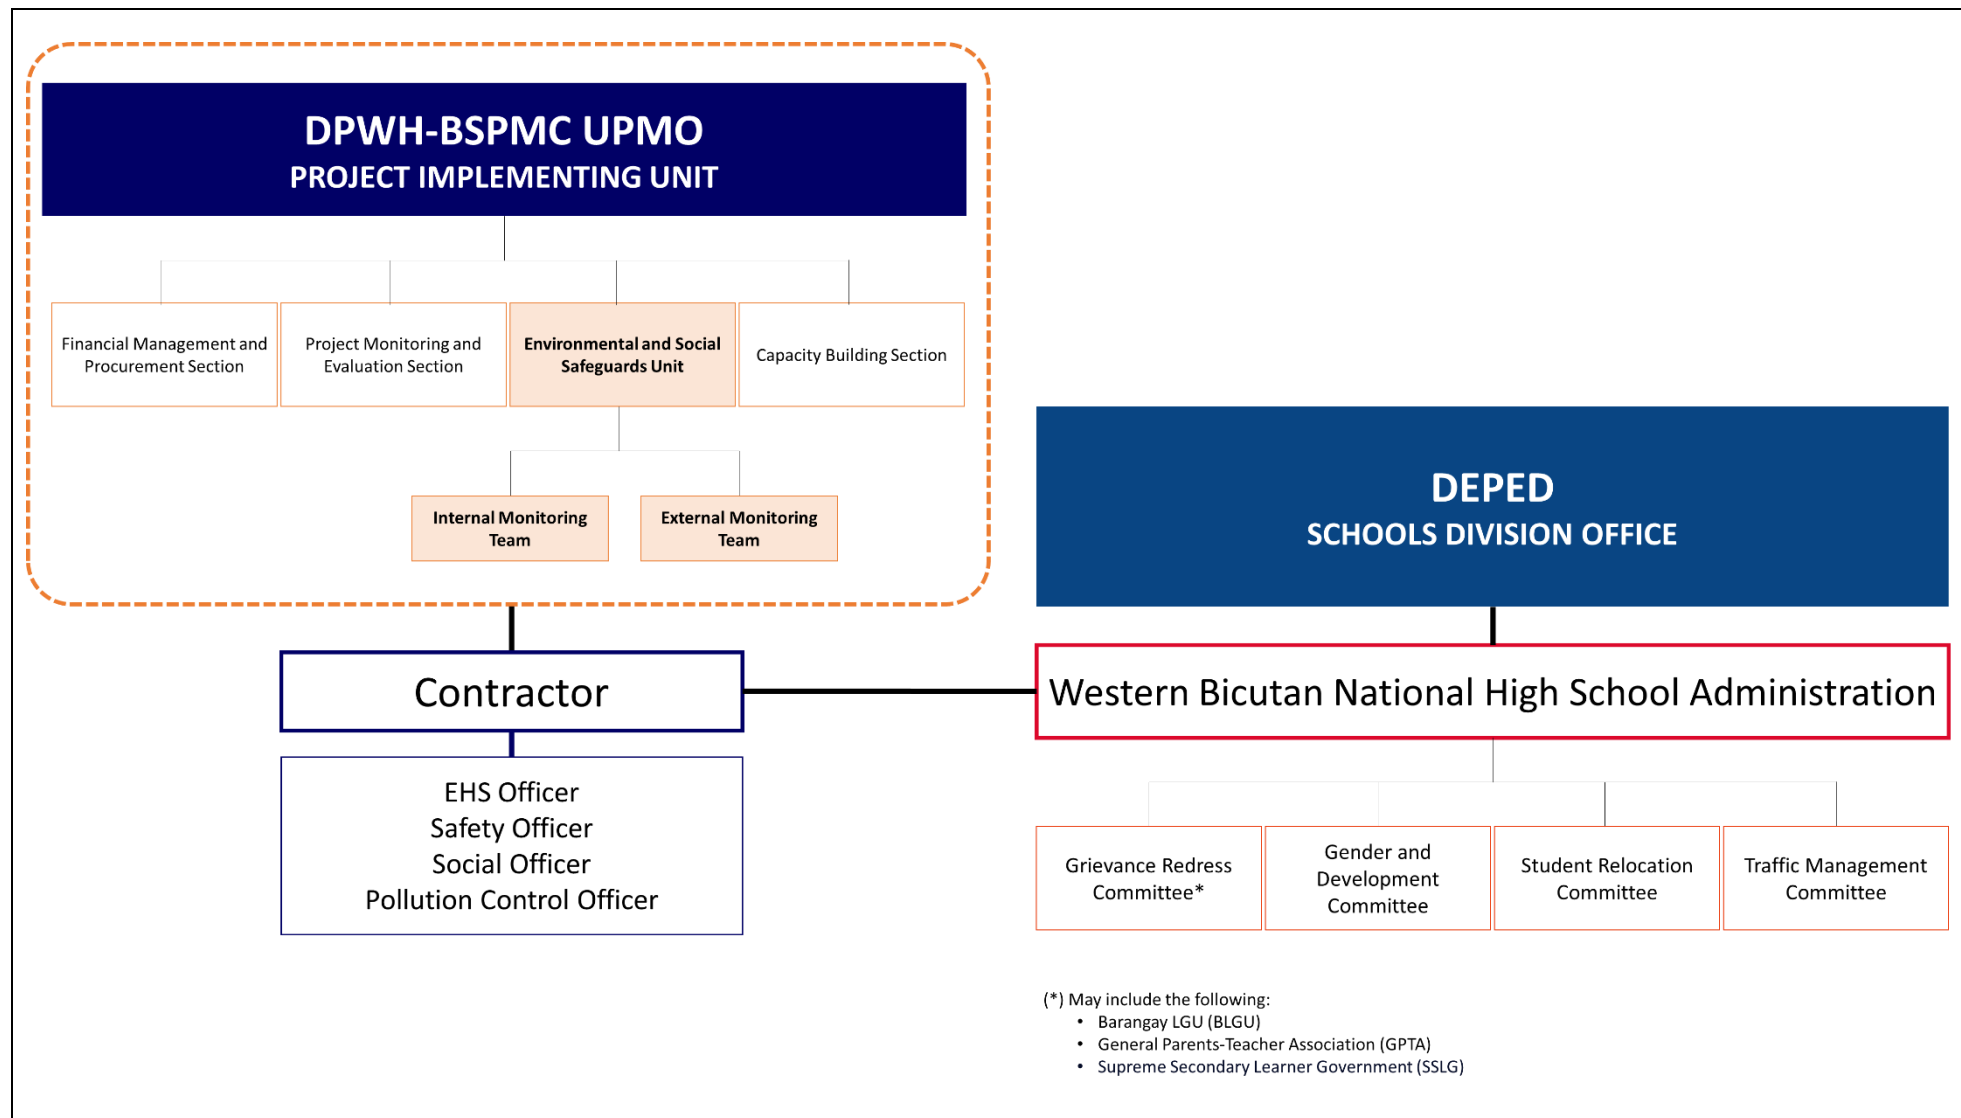 DPWH-BSPMC UPMO
PROJECT IMPLEMENTING UNIT
Financial Management and
Procurement Section
Project Monitoring and
Evaluation Section
Environmental and Social
Safeguards Unit
Capacity Building Section
Internal Monitoring
Team
External Monitoring
Team
DEPED
SCHOOLS DIVISION OFFICE
Contractor
Western Bicutan National High School Administration
EHS Officer
Safety Officer
Social Officer
Pollution Control Officer
Grievance Redress
Committee*
Gender and
Development
Committee
Student Relocation
Committee
Traffic Management
Committee
(*) May include the following:
• Barangay LGU (BLGU)
• General Parents-Teacher Association (GPTA)
• Supreme Secondary Learner Government (SSLG)